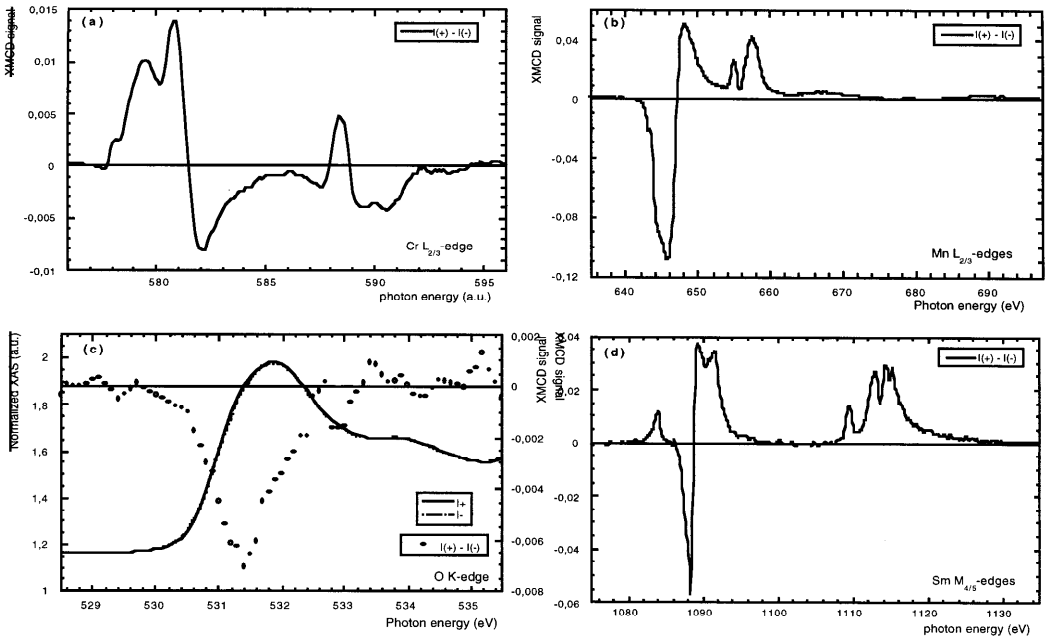 (a)
I(+) - I(-)
XMCD signal
0,015
0,01
0,005
0
-0,005
-0,01
Cr L2/3-edge
580
585
590
595
photon energy (a.u.)
(b)
I(+) - I(-)
XMCD signal
0,04
0
-0,04
-0,08
-0,12
Mn L2/3-edges
640
650
660
670
680
690
Photon energy (eV)
(c)
Normalized XAS (a.u.)
2
1,8
1,6
1,4
1,2
1
XMCD signal
0,002
0
-0,002
-0,004
-0,006
-0,008
I+
I-
I(+) - I(-)
O K-edge
529
530
531
532
533
534
535
Photon energy (eV)
(d)
I(+) - I(-)
XMCD signal
0,04
0,02
0
-0,02
-0,04
-0,06
Sm M4/5-edges
1080
1090
1100
1110
1120
1130
photon energy (eV)